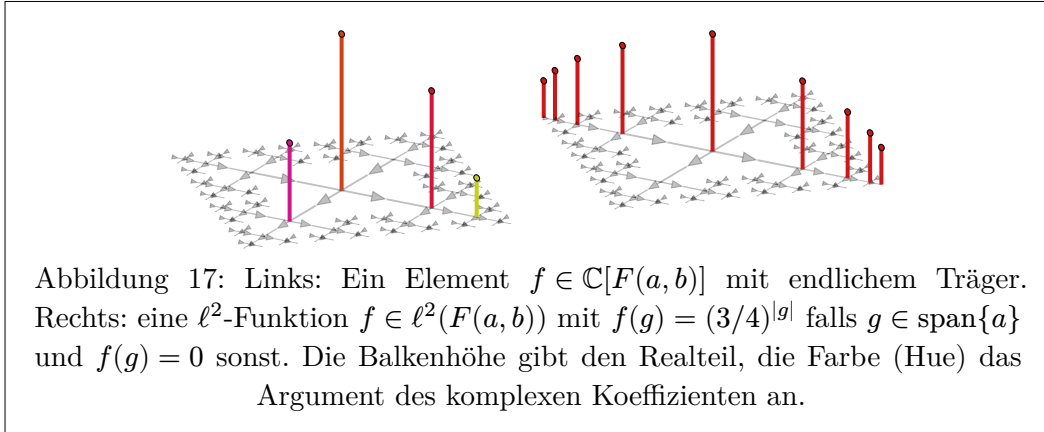 Abbildung 17: Links: Ein Element f ∈ ℂ[F(a, b)] mit endlichem Träger.
Rechts: eine ℓ²-Funktion f ∈ ℓ²(F(a, b)) mit f(g) = (3/4)^|g| falls g ∈ span{a}
und f(g) = 0 sonst. Die Balkenhöhe gibt den Realteil, die Farbe (Hue) das
Argument des komplexen Koeffizienten an.